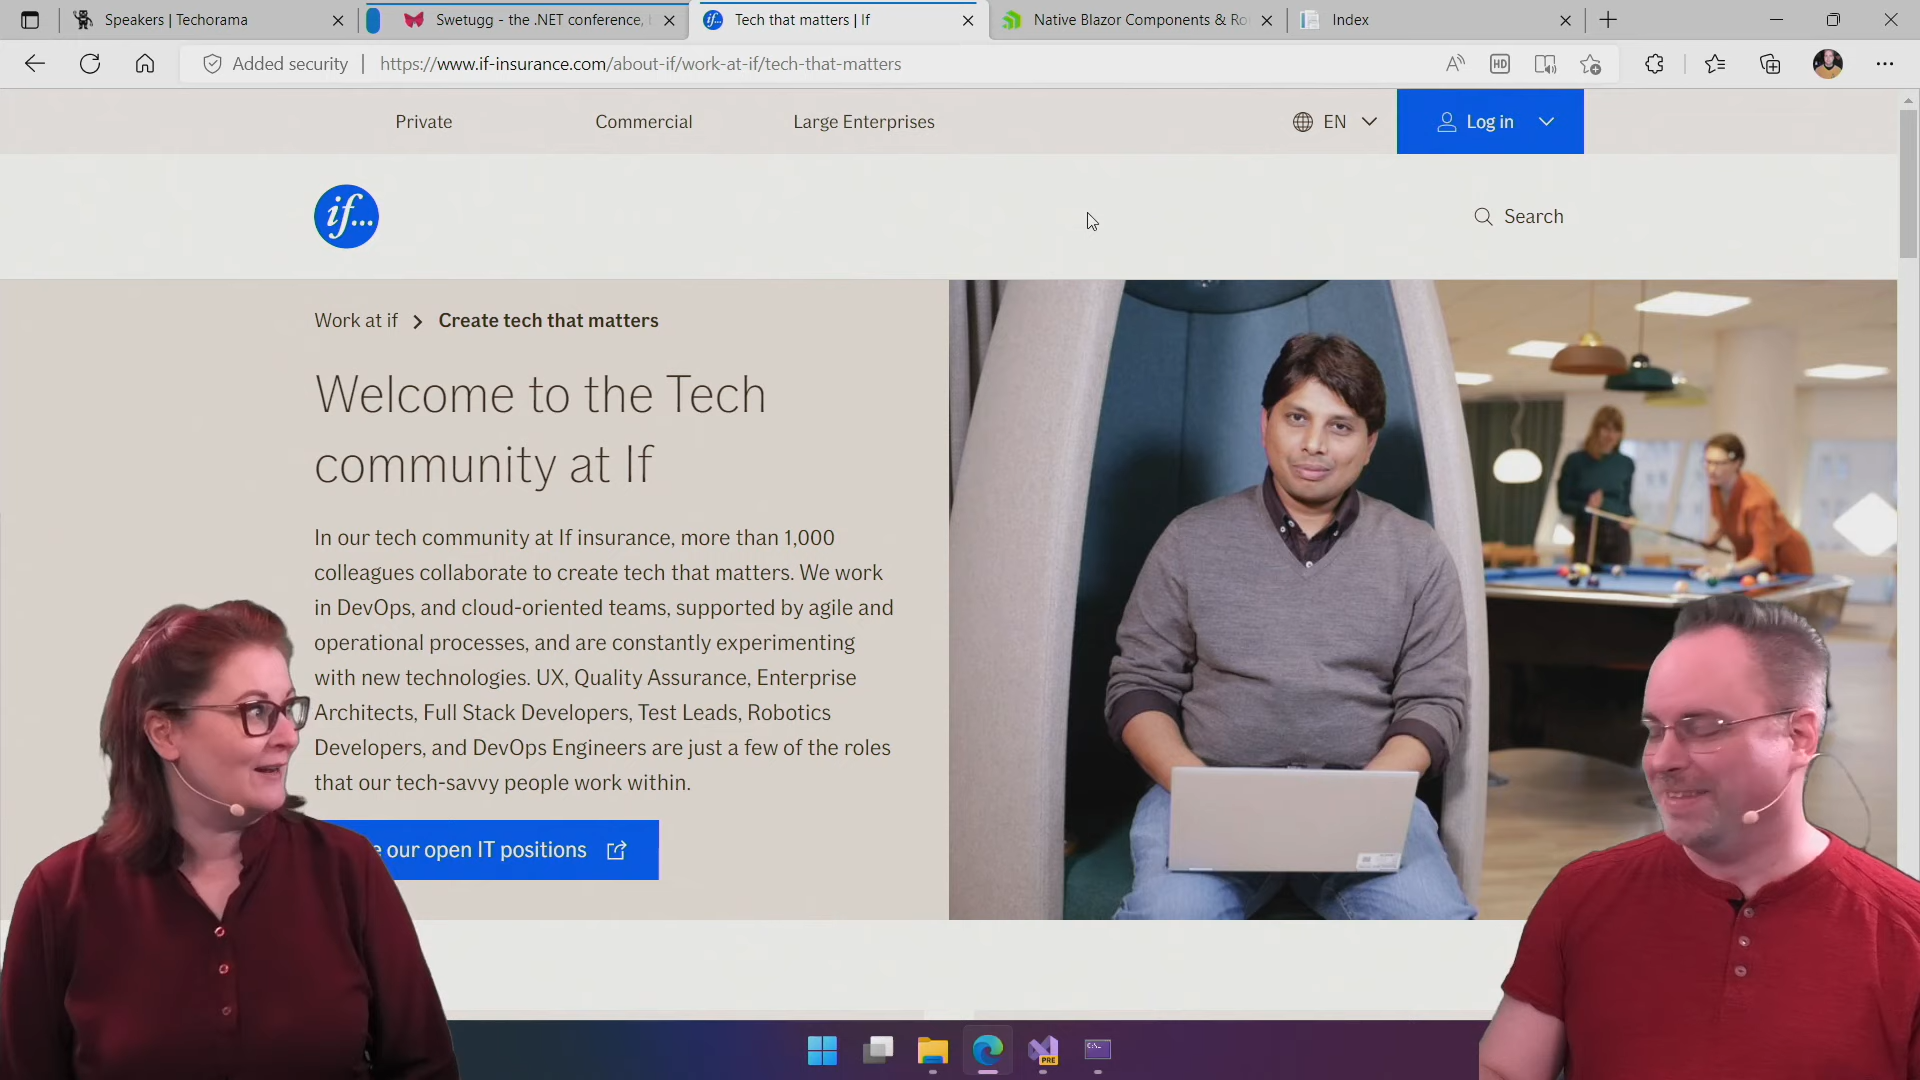 Speakers | Techorama
Swetugg - the .NET conference,
Tech that matters | If
Native Blazor Components & Ro
Index
Added security
https://www.if-insurance.com/about-if/work-at-if/tech-that-matters
HD
Private
Commercial
Large Enterprises
EN
Log in
if...
Search
Work at if
Create tech that matters
Welcome to the Tech
community at If
In our tech community at If insurance, more than 1,000
colleagues collaborate to create tech that matters. We work
in DevOps, and cloud-oriented teams, supported by agile and
operational processes, and are constantly experimenting
with new technologies. UX, Quality Assurance, Enterprise
Architects, Full Stack Developers, Test Leads, Robotics
Developers, and DevOps Engineers are just a few of the roles
that our tech-savvy people work within.
our open IT positions
PRE